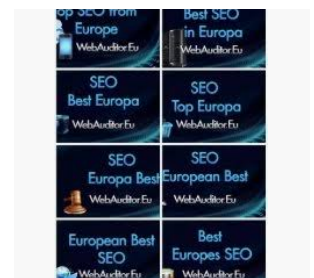 Top SEO from
Europe
WebAuditor.Eu
Best SEO
in Europa
WebAuditor.Eu
SEO
Best Europa
WebAuditor.Eu
SEO
Top Europa
WebAuditor.Eu
SEO
Europa Best
WebAuditor.Eu
SEO
European Best
WebAuditor.Eu
European Best
SEO
WebAuditor.Eu
Best
Europes SEO
WebAuditor.Eu